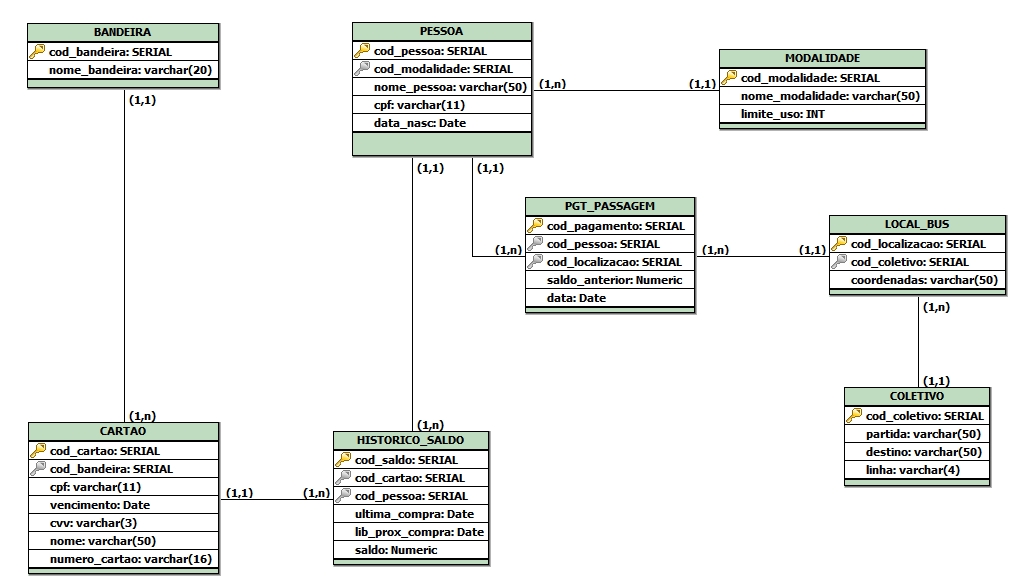 BANDEIRA
cod_bandeira: SERIAL
nome_bandeira: varchar(20)
(1,1)
PESSOA
cod_pessoa: SERIAL
cod_modalidade: SERIAL
nome_pessoa: varchar(50)
cpf: varchar(11)
data_nasc: Date
(1,n)
(1,1)
MODALIDADE
cod_modalidade: SERIAL
nome_modalidade: varchar(50)
limite_uso: INT
(1,1)
(1,1)
PGT_PASSAGEM
cod_pagamento: SERIAL
cod_pessoa: SERIAL
cod_localizacao: SERIAL
saldo_anterior: Numeric
data: Date
(1,n)
(1,n)
(1,1)
LOCAL_BUS
cod_localizacao: SERIAL
cod_coletivo: SERIAL
coordenadas: varchar(50)
(1,n)
(1,1)
COLETIVO
cod_coletivo: SERIAL
partida: varchar(50)
destino: varchar(50)
linha: varchar(4)
(1,n)
CARTAO
cod_cartao: SERIAL
cod_bandeira: SERIAL
cpf: varchar(11)
vencimento: Date
cvv: varchar(3)
nome: varchar(50)
numero_cartao: varchar(16)
(1,1)
(1,n)
(1,n)
HISTORICO_SALDO
cod_saldo: SERIAL
cod_cartao: SERIAL
cod_pessoa: SERIAL
ultima_compra: Date
lib_prox_compra: Date
saldo: Numeric